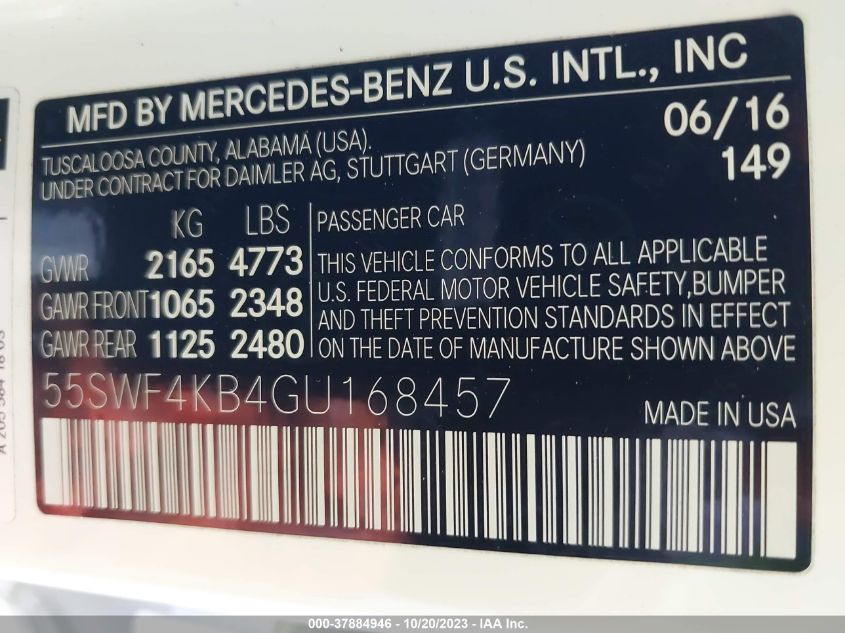 MFD BY MERCEDES-BENZ U.S. INTL., INC
TUSCALOOSA COUNTY, ALABAMA (USA).
UNDER CONTRACT FOR DAIMLER AG, STUTTGART (GERMANY)
06/16
149
KG LBS
GVWR 2165 4773
GAWR FRONT 1065 2348
GAWR REAR 1125 2480
PASSENGER CAR
THIS VEHICLE CONFORMS TO ALL APPLICABLE
U.S. FEDERAL MOTOR VEHICLE SAFETY,BUMPER
AND THEFT PREVENTION STANDARDS IN EFFECT
ON THE DATE OF MANUFACTURE SHOWN ABOVE
55SWF4KB4GU168457
MADE IN USA
000-37884946 - 10/20/2023 - IAA Inc.